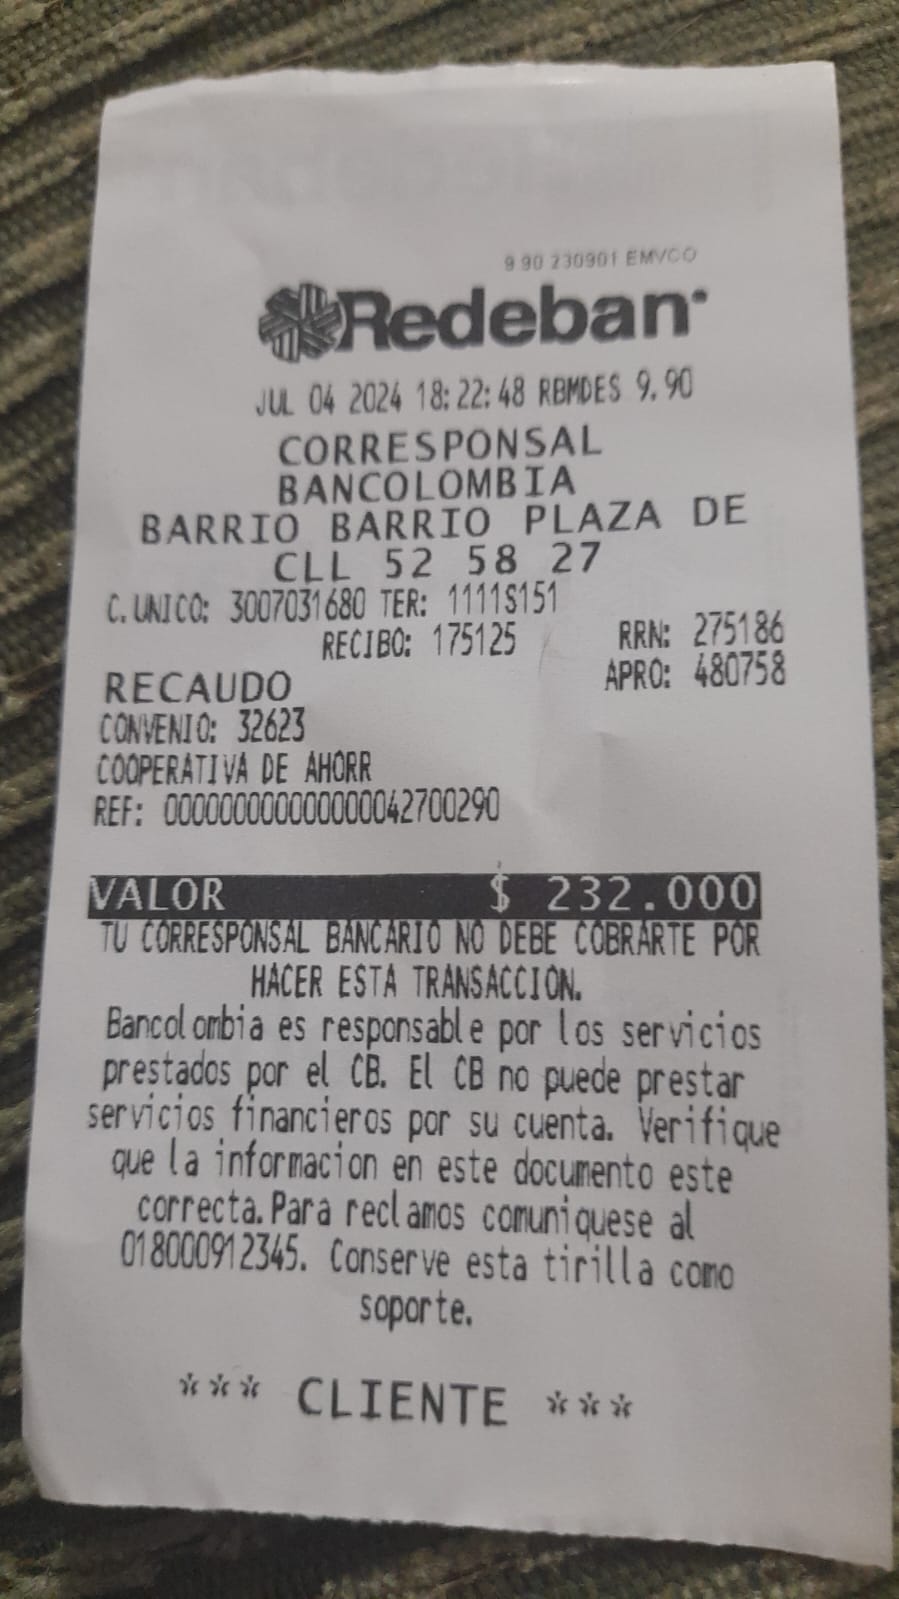 9 90 230901 EMVCO
Redeban
JUL 04 2024 18:22:48 RBMDES 9.90
CORRESPONSAL
BANCOLOMBIA
BARRIO BARRIO PLAZA DE
CLL 52 58 27
C. UNICO: 3007031680 TER: 1111S151
RECIBO: 175125 RRN: 275186
RECAUDO APRO: 480758
CONVENIO: 32623
COOPERATIVA DE AHORR
REF: 000000000000000042700290
VALOR $ 232.000
TU CORRESPONSAL BANCARIO NO DEBE COBRARTE POR
HACER ESTA TRANSACCION.
Bancolombia es responsable por los servicios
prestados por el CB. El CB no puede prestar
servicios financieros por su cuenta. Verifique
que la informacion en este documento este
correcta. Para reclamos comuniquese al
018000912345. Conserve esta tirilla como
soporte.
*** CLIENTE ***